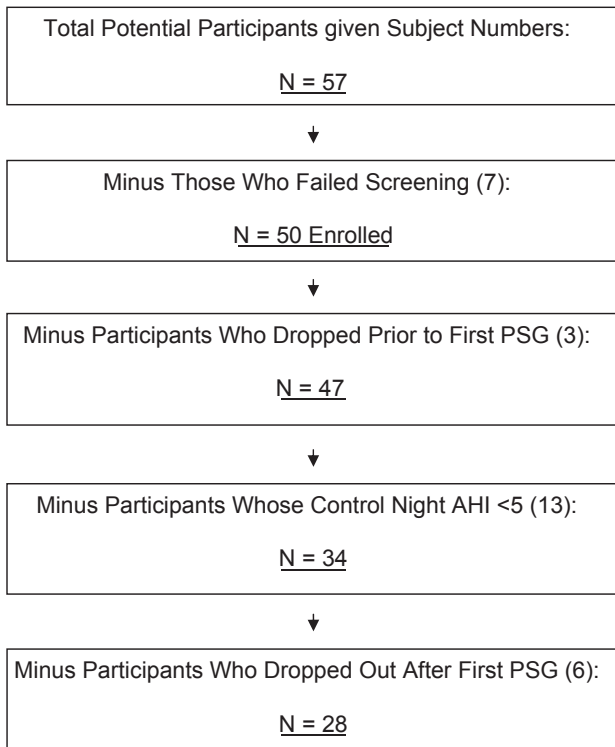 Total Potential Participants given Subject Numbers:
N = 57
Minus Those Who Failed Screening (7):
N = 50 Enrolled
Minus Participants Who Dropped Prior to First PSG (3):
N = 47
Minus Participants Whose Control Night AHI <5 (13):
N = 34
Minus Participants Who Dropped Out After First PSG (6):
N = 28